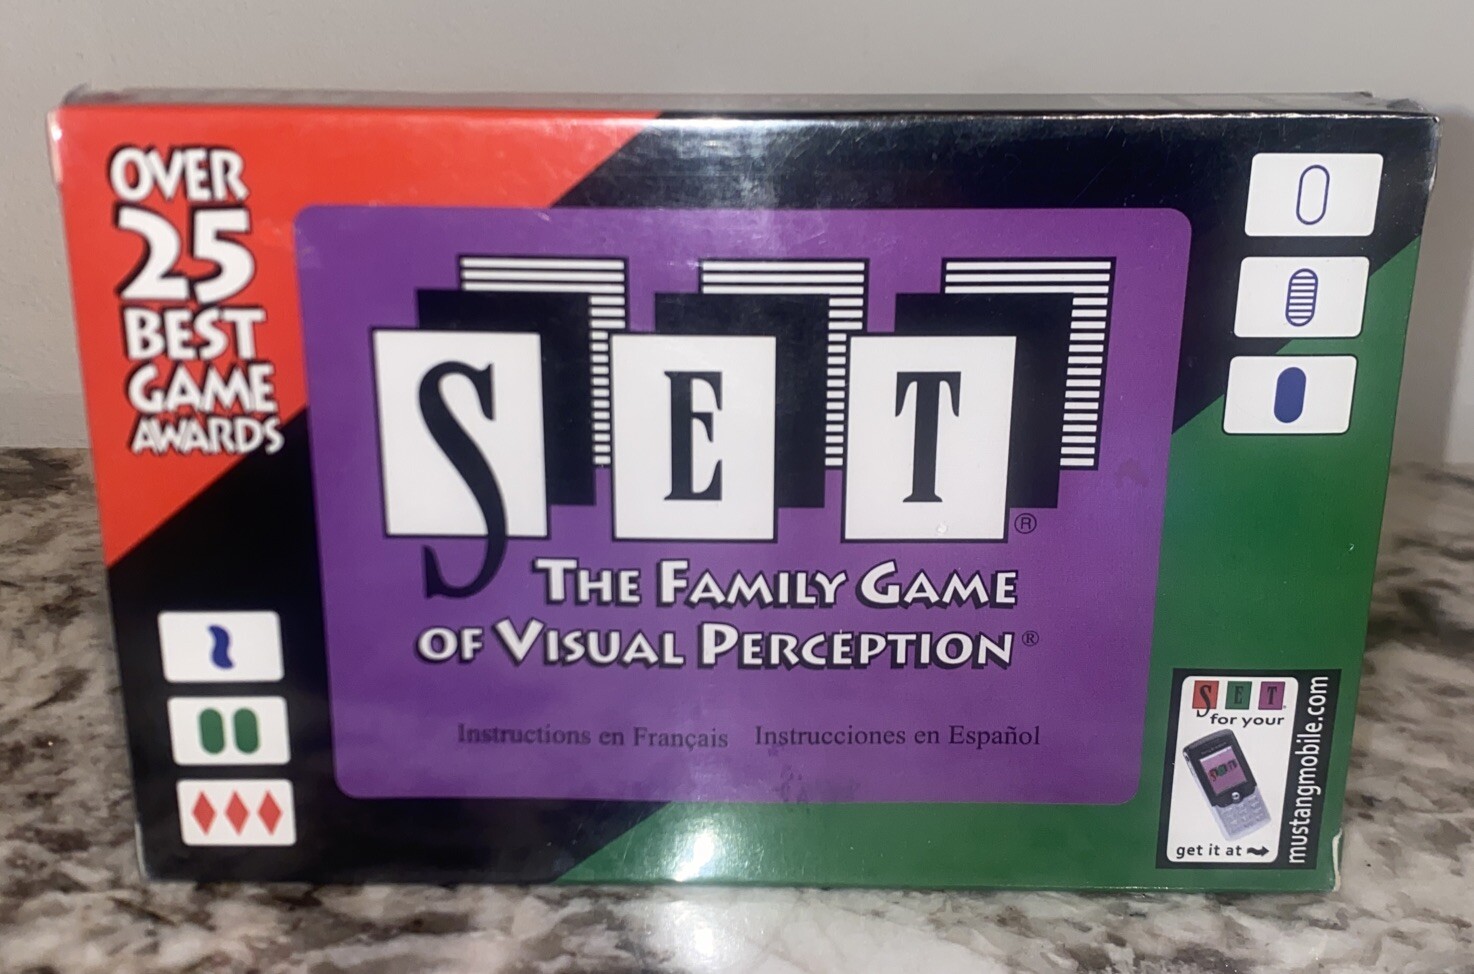 OVER
25
BEST
GAME
AWARDS
SET®
THE FAMILY GAME
OF VISUAL PERCEPTION®
Instructions en Français Instrucciones en Español
SET
for your
get it at
mustangmobile.com